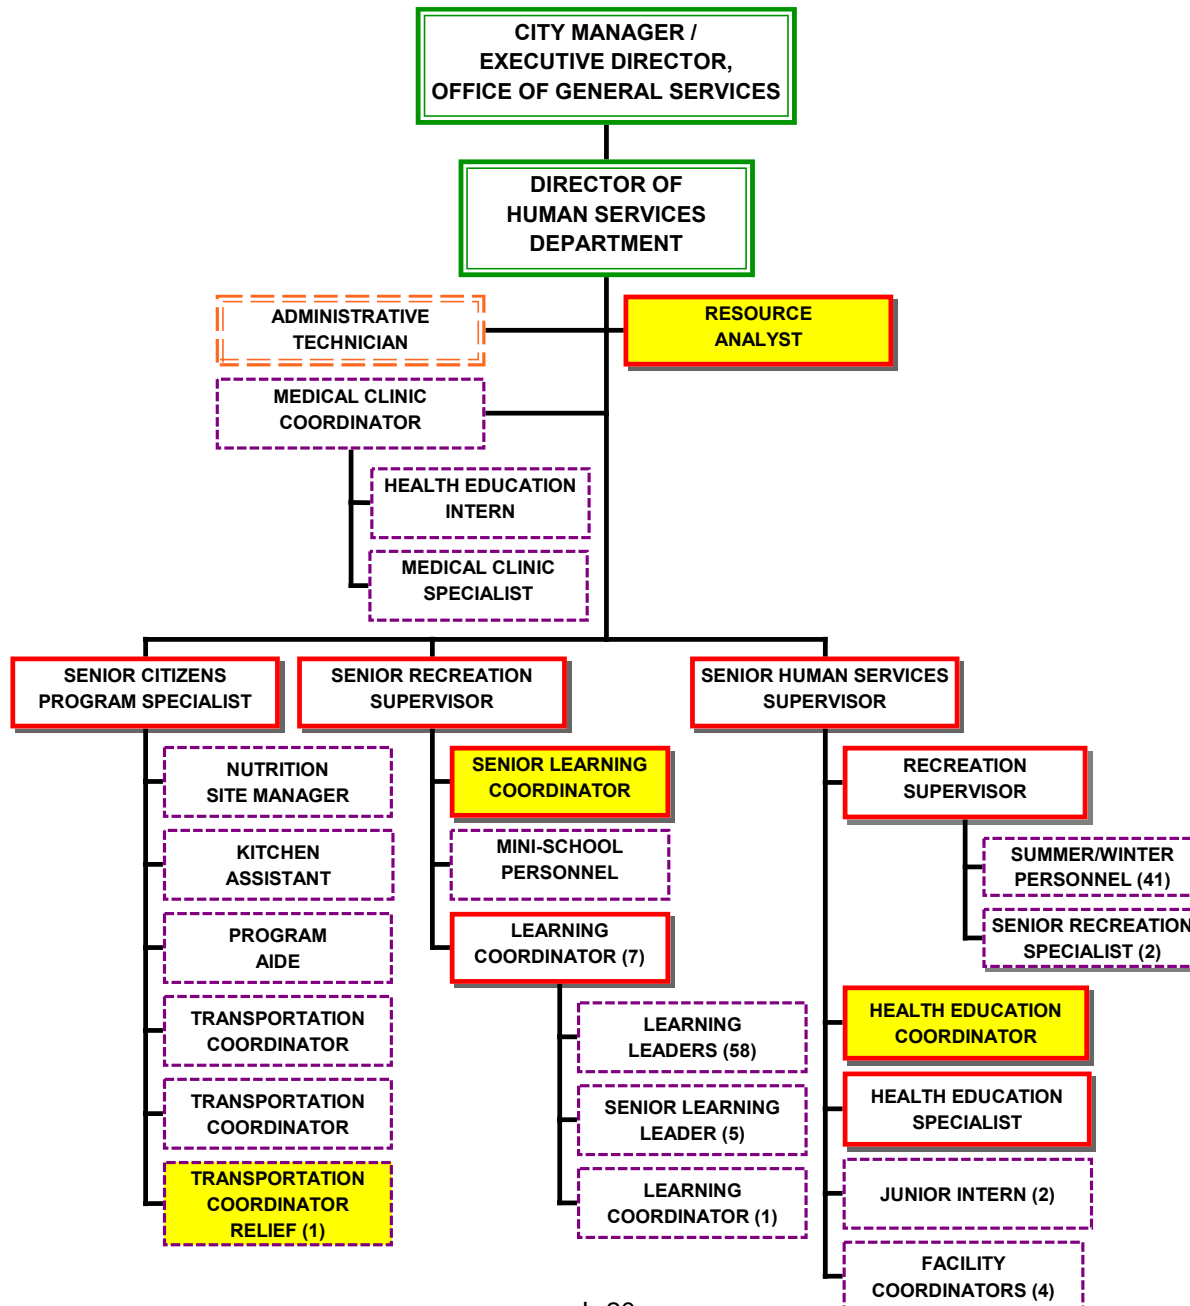 CITY MANAGER /
EXECUTIVE DIRECTOR,
OFFICE OF GENERAL SERVICES
DIRECTOR OF
HUMAN SERVICES
DEPARTMENT
ADMINISTRATIVE
TECHNICIAN
RESOURCE
ANALYST
MEDICAL CLINIC
COORDINATOR
HEALTH EDUCATION
INTERN
MEDICAL CLINIC
SPECIALIST
SENIOR CITIZENS
PROGRAM SPECIALIST
NUTRITION
SITE MANAGER
KITCHEN
ASSISTANT
PROGRAM
AIDE
TRANSPORTATION
COORDINATOR
TRANSPORTATION
COORDINATOR
TRANSPORTATION
COORDINATOR
RELIEF (1)
SENIOR RECREATION
SUPERVISOR
SENIOR LEARNING
COORDINATOR
MINI-SCHOOL
PERSONNEL
LEARNING
COORDINATOR (7)
LEARNING
LEADERS (58)
SENIOR LEARNING
LEADER (5)
LEARNING
COORDINATOR (1)
SENIOR HUMAN SERVICES
SUPERVISOR
RECREATION
SUPERVISOR
SUMMER/WINTER
PERSONNEL (41)
SENIOR RECREATION
SPECIALIST (2)
HEALTH EDUCATION
COORDINATOR
HEALTH EDUCATION
SPECIALIST
JUNIOR INTERN (2)
FACILITY
COORDINATORS (4)